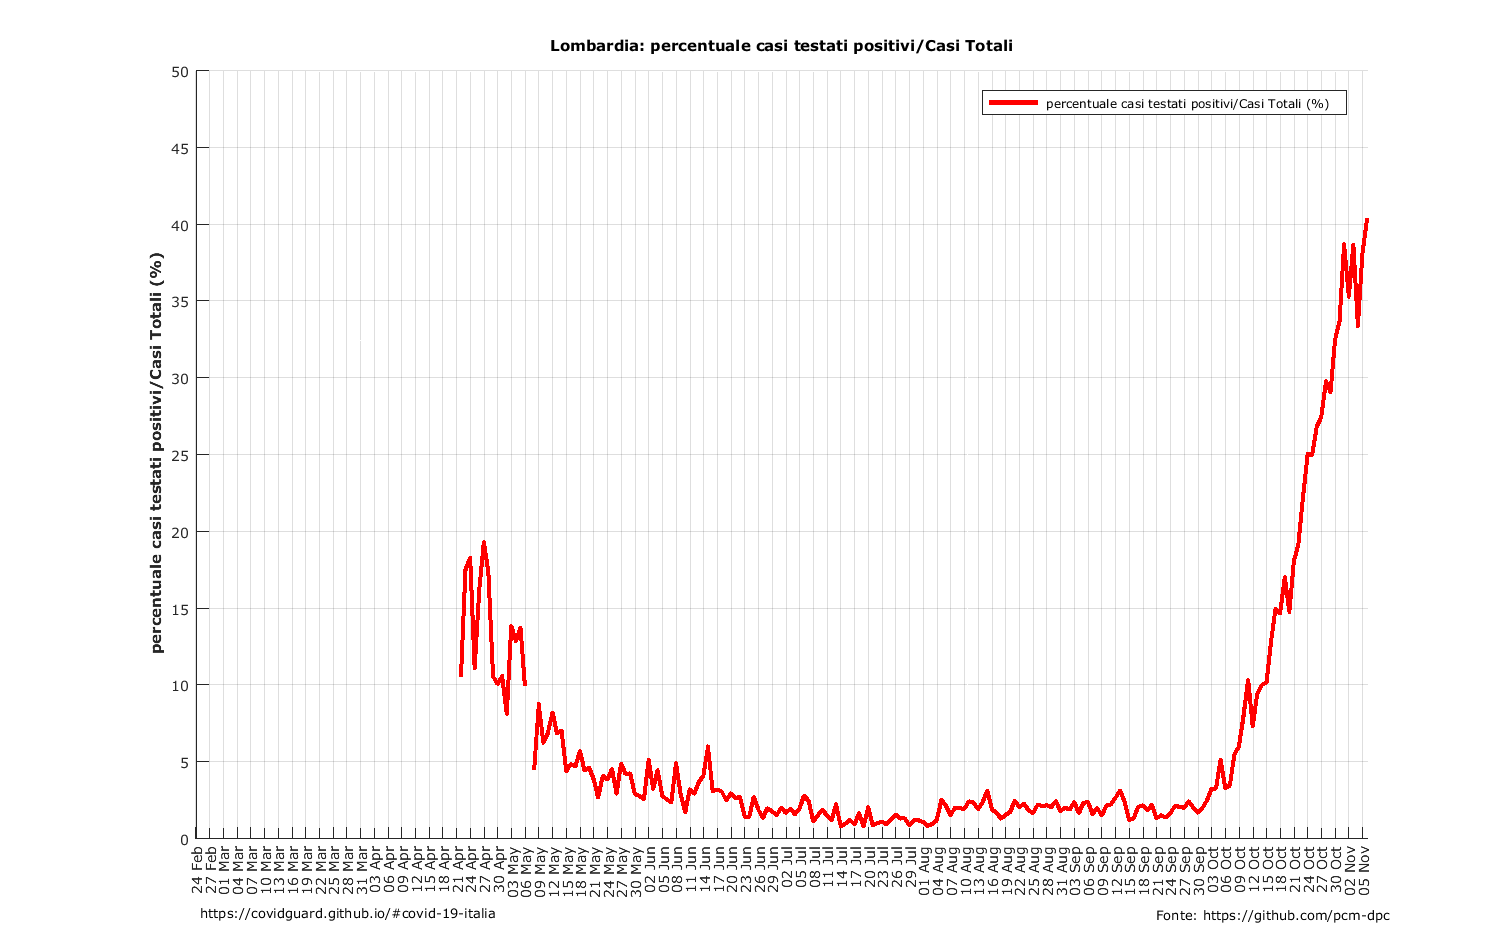 Lombardia: percentuale casi testati positivi/Casi Totali
percentuale casi testati positivi/Casi Totali (%)
percentuale casi testati positivi/Casi Totali (%)
50
45
40
35
30
25
20
15
10
5
0
24 Feb
27 Feb
01 Mar
04 Mar
07 Mar
10 Mar
13 Mar
16 Mar
19 Mar
22 Mar
25 Mar
28 Mar
31 Mar
03 Apr
06 Apr
09 Apr
12 Apr
15 Apr
18 Apr
21 Apr
24 Apr
27 Apr
30 Apr
03 May
06 May
09 May
12 May
15 May
18 May
21 May
24 May
27 May
30 May
02 Jun
05 Jun
08 Jun
11 Jun
14 Jun
17 Jun
20 Jun
23 Jun
26 Jun
29 Jun
02 Jul
05 Jul
08 Jul
11 Jul
14 Jul
17 Jul
20 Jul
23 Jul
26 Jul
29 Jul
01 Aug
04 Aug
07 Aug
10 Aug
13 Aug
16 Aug
19 Aug
22 Aug
25 Aug
28 Aug
31 Aug
03 Sep
06 Sep
09 Sep
12 Sep
15 Sep
18 Sep
21 Sep
24 Sep
27 Sep
30 Sep
03 Oct
06 Oct
09 Oct
12 Oct
15 Oct
18 Oct
21 Oct
24 Oct
27 Oct
30 Oct
02 Nov
05 Nov
https://covidguard.github.io/#covid-19-italia
Fonte: https://github.com/pcm-dpc